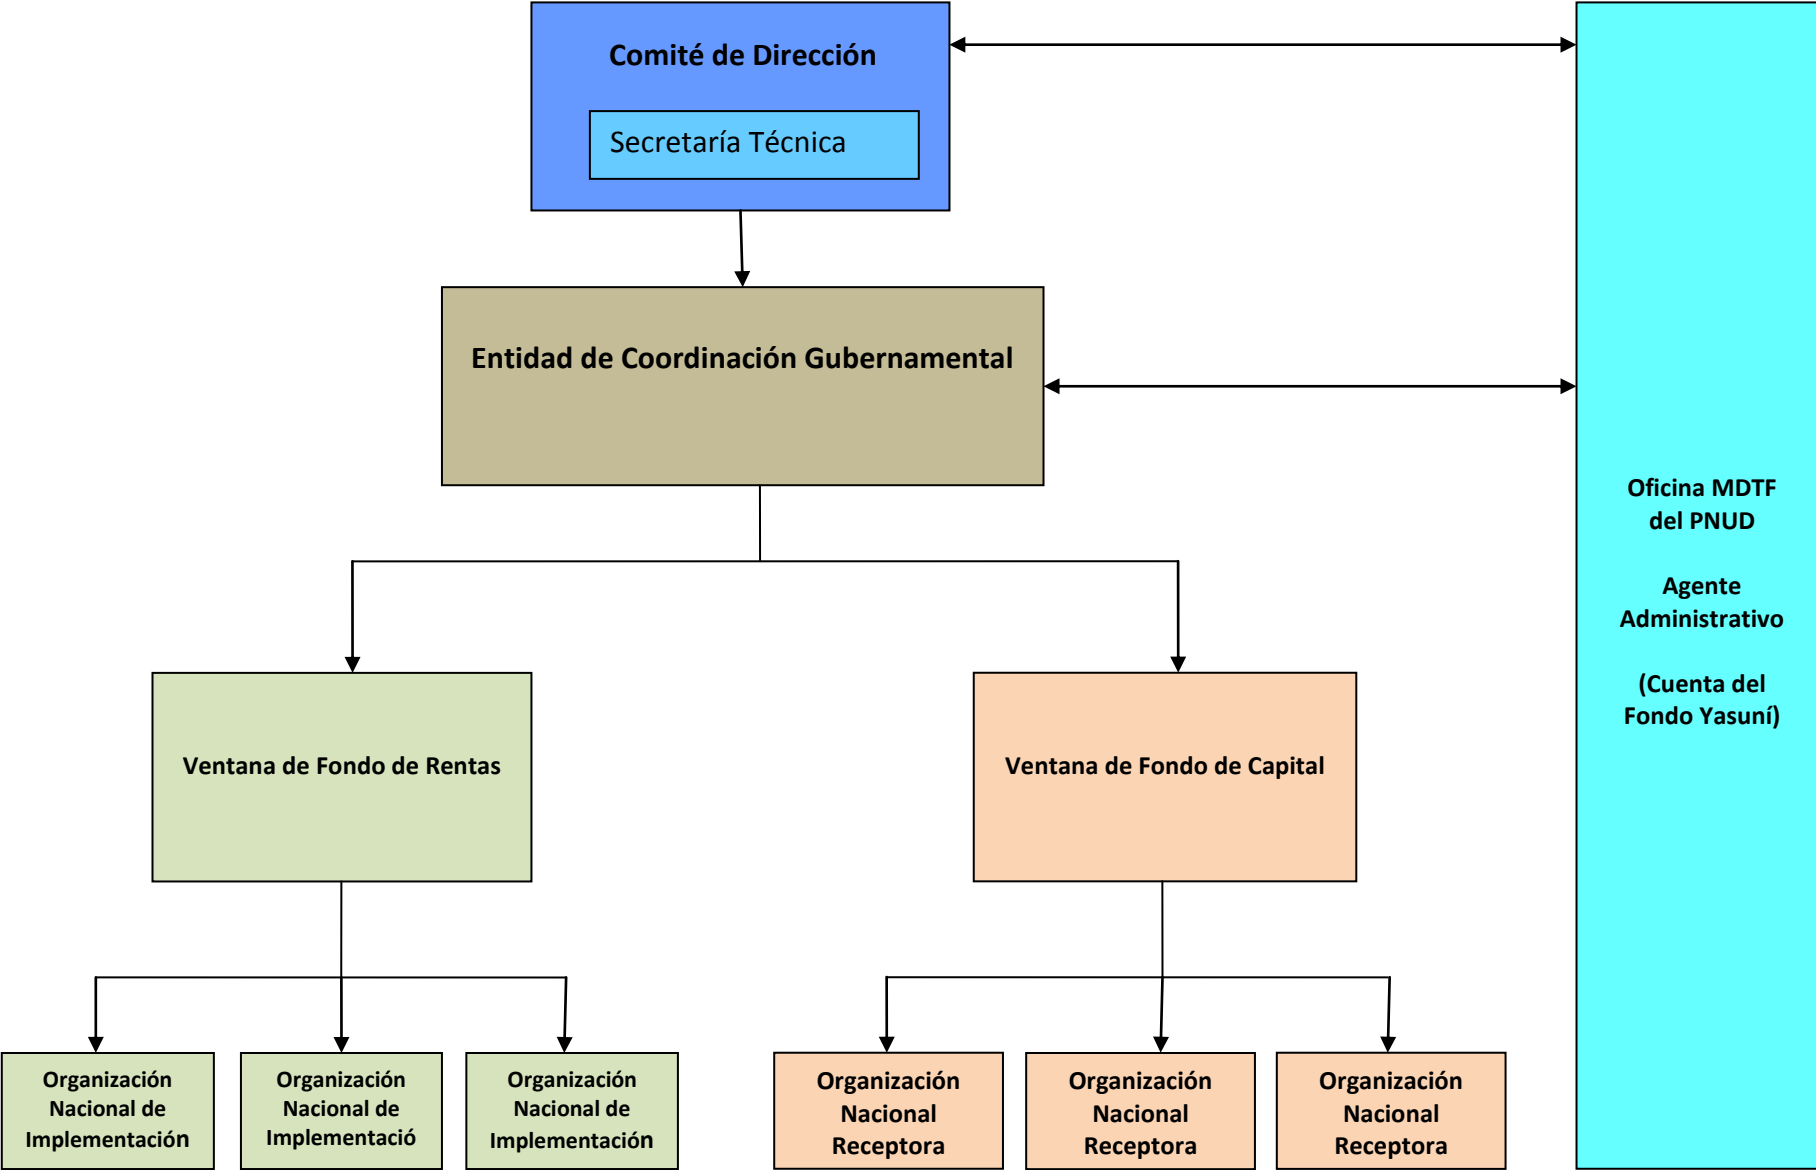 Comité de Dirección
Secretaría Técnica
Entidad de Coordinación Gubernamental
Oficina MDTF
del PNUD
Agente
Administrativo
(Cuenta del
Fondo Yasuní)
Ventana de Fondo de Rentas
Ventana de Fondo de Capital
Organización
Nacional de
Implementación
Organización
Nacional de
Implementació
Organización
Nacional de
Implementación
Organización
Nacional
Receptora
Organización
Nacional
Receptora
Organización
Nacional
Receptora